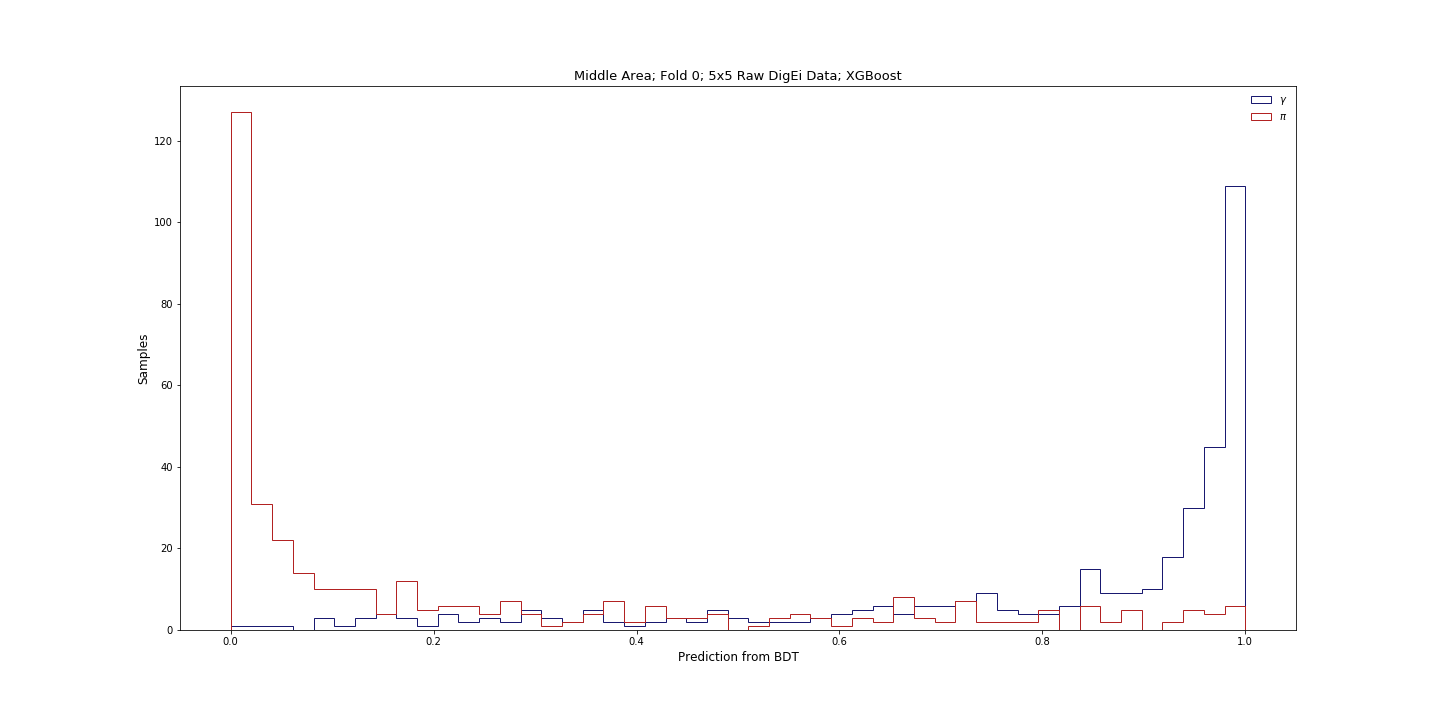 Middle Area; Fold 0; 5x5 Raw DigEi Data; XGBoost
γ
π
120
100
80
60
40
20
0
Samples
0.0 0.2 0.4 0.6 0.8 1.0
Prediction from BDT